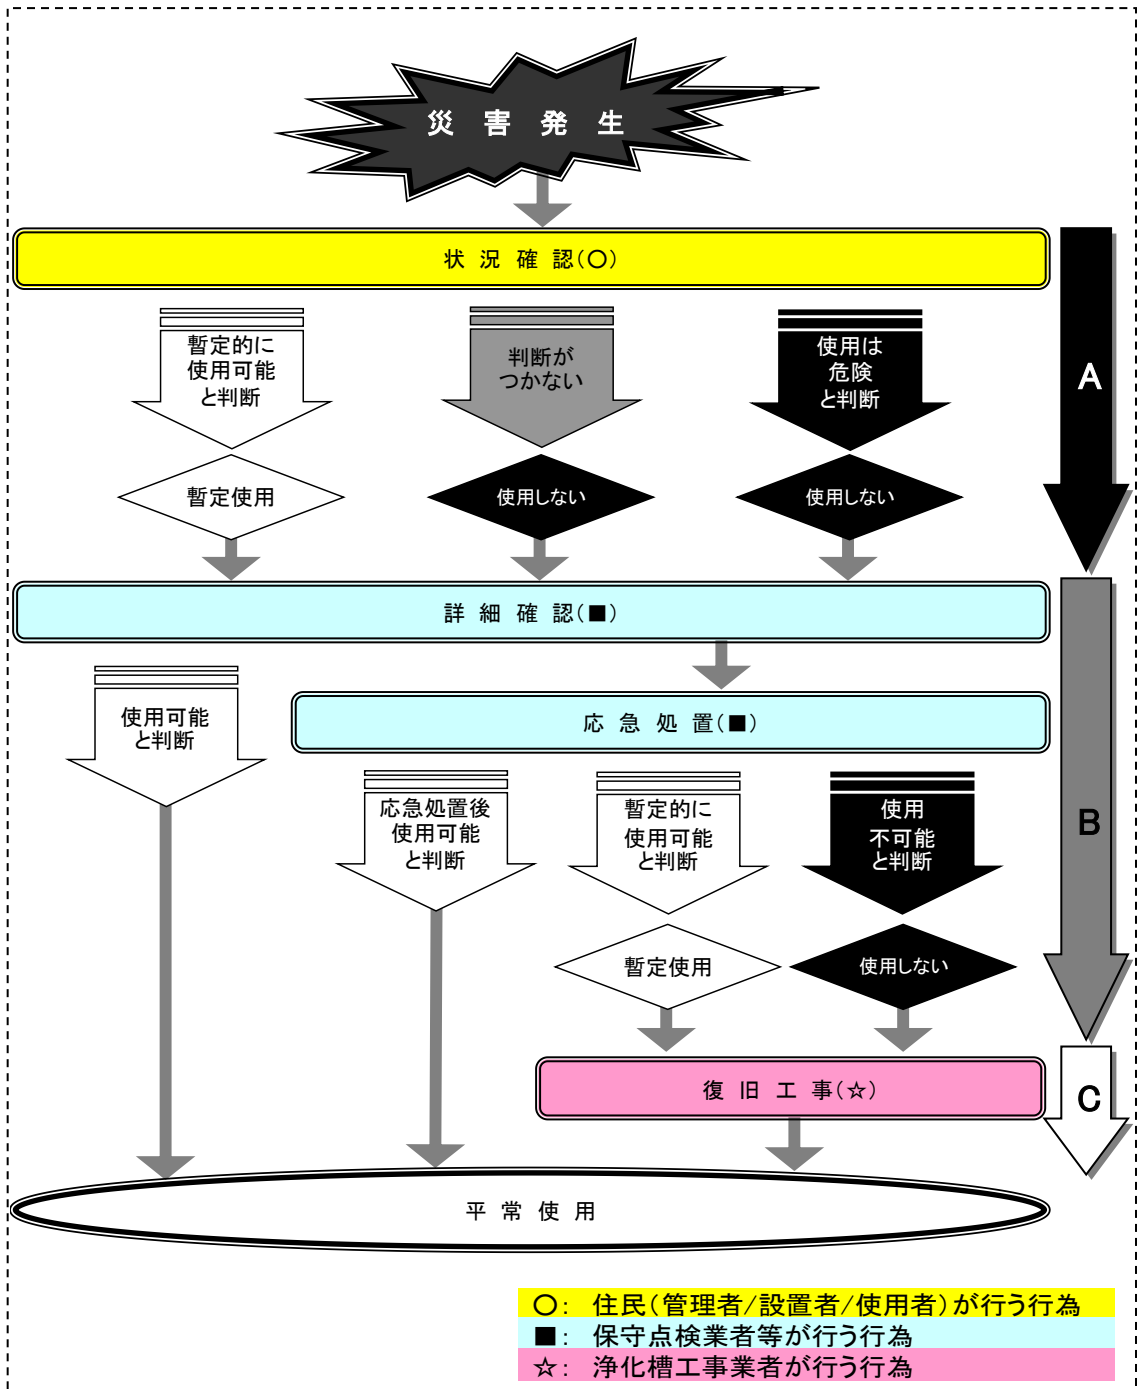 災 害 発 生
状 況 確 認(○)
暫定的に
使用可能
と判断
判断が
つかない
使用は
危険
と判断
A
暫定使用
使用しない
使用しない
詳 細 確 認(■)
使用可能
と判断
応 急 処 置(■)
応急処置後
使用可能
と判断
暫定的に
使用可能
と判断
使用
不可能
と判断
B
暫定使用
使用しない
復 旧 工 事(☆)
C
平 常 使 用
○: 住民(管理者/設置者/使用者)が行う行為
■: 保守点検業者等が行う行為
☆: 浄化槽工事業者が行う行為